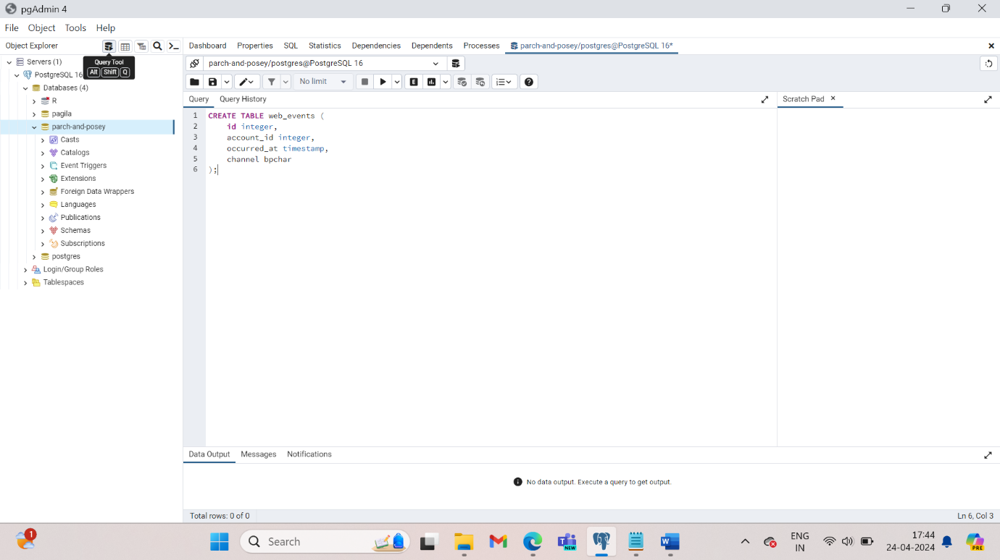 pgAdmin 4
File Object Tools Help
Object Explorer
Dashboard Properties SQL Statistics Dependencies Dependents Processes parch-and-posey/postgres@PostgreSQL 16*
Query Tool
Alt Shift Q
Servers (1)
PostgreSQL 16
Databases (4)
R
pagila
parch-and-posey
Casts
Catalogs
Event Triggers
Extensions
Foreign Data Wrappers
Languages
Publications
Schemas
Subscriptions
postgres
Login/Group Roles
Tablespaces
parch-and-posey/postgres@PostgreSQL 16
No limit
E
Query Query History
Scratch Pad
1 CREATE TABLE web_events (
2 id integer,
3 account_id integer,
4 occurred_at timestamp,
5 channel bpchar
6 );
Data Output Messages Notifications
No data output. Execute a query to get output.
Total rows: 0 of 0
Ln 6, Col 3
1
Search
NEW
ENG
IN
17:44
24-04-2024
PRE